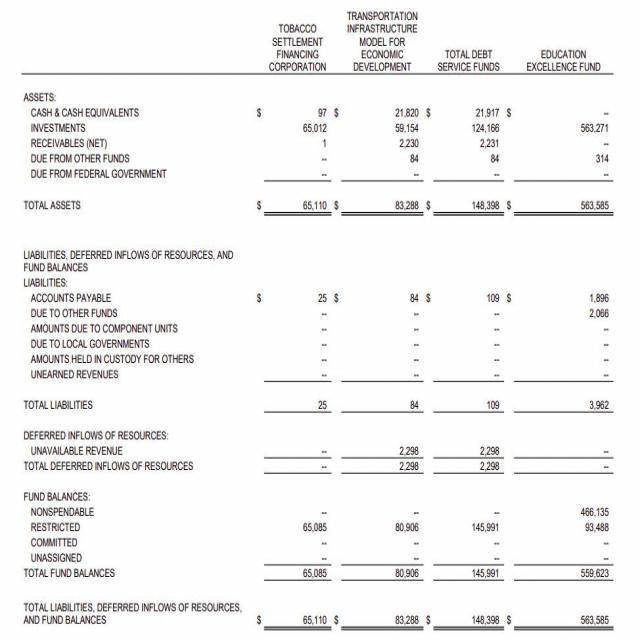 TRANSPORTATION
TOBACCO INFRASTRUCTURE
SETTLEMENT MODEL FOR
FINANCING ECONOMIC TOTAL DEBT EDUCATION
CORPORATION DEVELOPMENT SERVICE FUNDS EXCELLENCE FUND
ASSETS:
CASH & CASH EQUIVALENTS $ 97 $ 21,820 $ 21,917 $ --
INVESTMENTS 65,012 59,154 124,166 563,271
RECEIVABLES (NET) 1 2,230 2,231 --
DUE FROM OTHER FUNDS -- 84 84 314
DUE FROM FEDERAL GOVERNMENT -- -- -- --
TOTAL ASSETS $ 65,110 $ 83,288 $ 148,398 $ 563,585
LIABILITIES, DEFERRED INFLOWS OF RESOURCES, AND
FUND BALANCES
LIABILITIES:
ACCOUNTS PAYABLE $ 25 $ 84 $ 109 $ 1,896
DUE TO OTHER FUNDS -- -- -- 2,066
AMOUNTS DUE TO COMPONENT UNITS -- -- -- --
DUE TO LOCAL GOVERNMENTS -- -- -- --
AMOUNTS HELD IN CUSTODY FOR OTHERS -- -- -- --
UNEARNED REVENUES -- -- -- --
TOTAL LIABILITIES 25 84 109 3,962
DEFERRED INFLOWS OF RESOURCES:
UNAVAILABLE REVENUE -- 2,298 2,298 --
TOTAL DEFERRED INFLOWS OF RESOURCES -- 2,298 2,298 --
FUND BALANCES:
NONSPENDABLE -- -- -- 466,135
RESTRICTED 65,085 80,906 145,991 93,488
COMMITTED -- -- -- --
UNASSIGNED -- -- -- --
TOTAL FUND BALANCES 65,085 80,906 145,991 559,623
TOTAL LIABILITIES, DEFERRED INFLOWS OF RESOURCES,
AND FUND BALANCES $ 65,110 $ 83,288 $ 148,398 $ 563,585